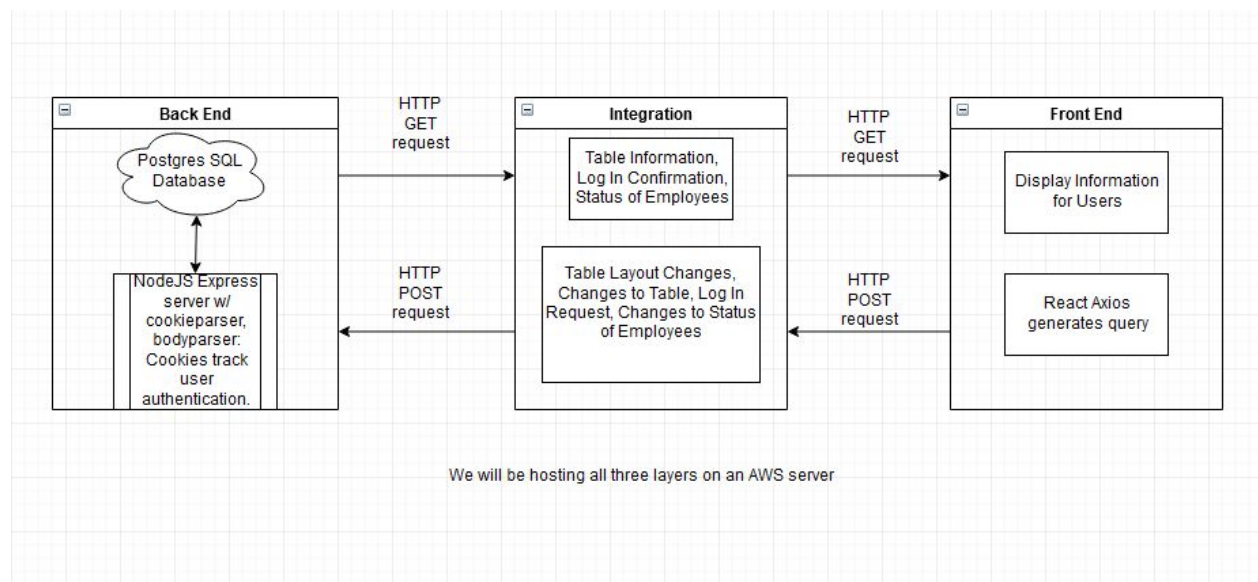 Back End
Postgres SQL
Database
NodeJS Express
server w/
cookieparser,
bodyparser:
Cookies track
user
authentication.
HTTP
GET
request
HTTP
POST
request
Integration
Table Information,
Log In Confirmation,
Status of Employees
Table Layout Changes,
Changes to Table, Log In
Request, Changes to Status
of Employees
HTTP
GET
request
HTTP
POST
request
Front End
Display Information
for Users
React Axios
generates query
We will be hosting all three layers on an AWS server